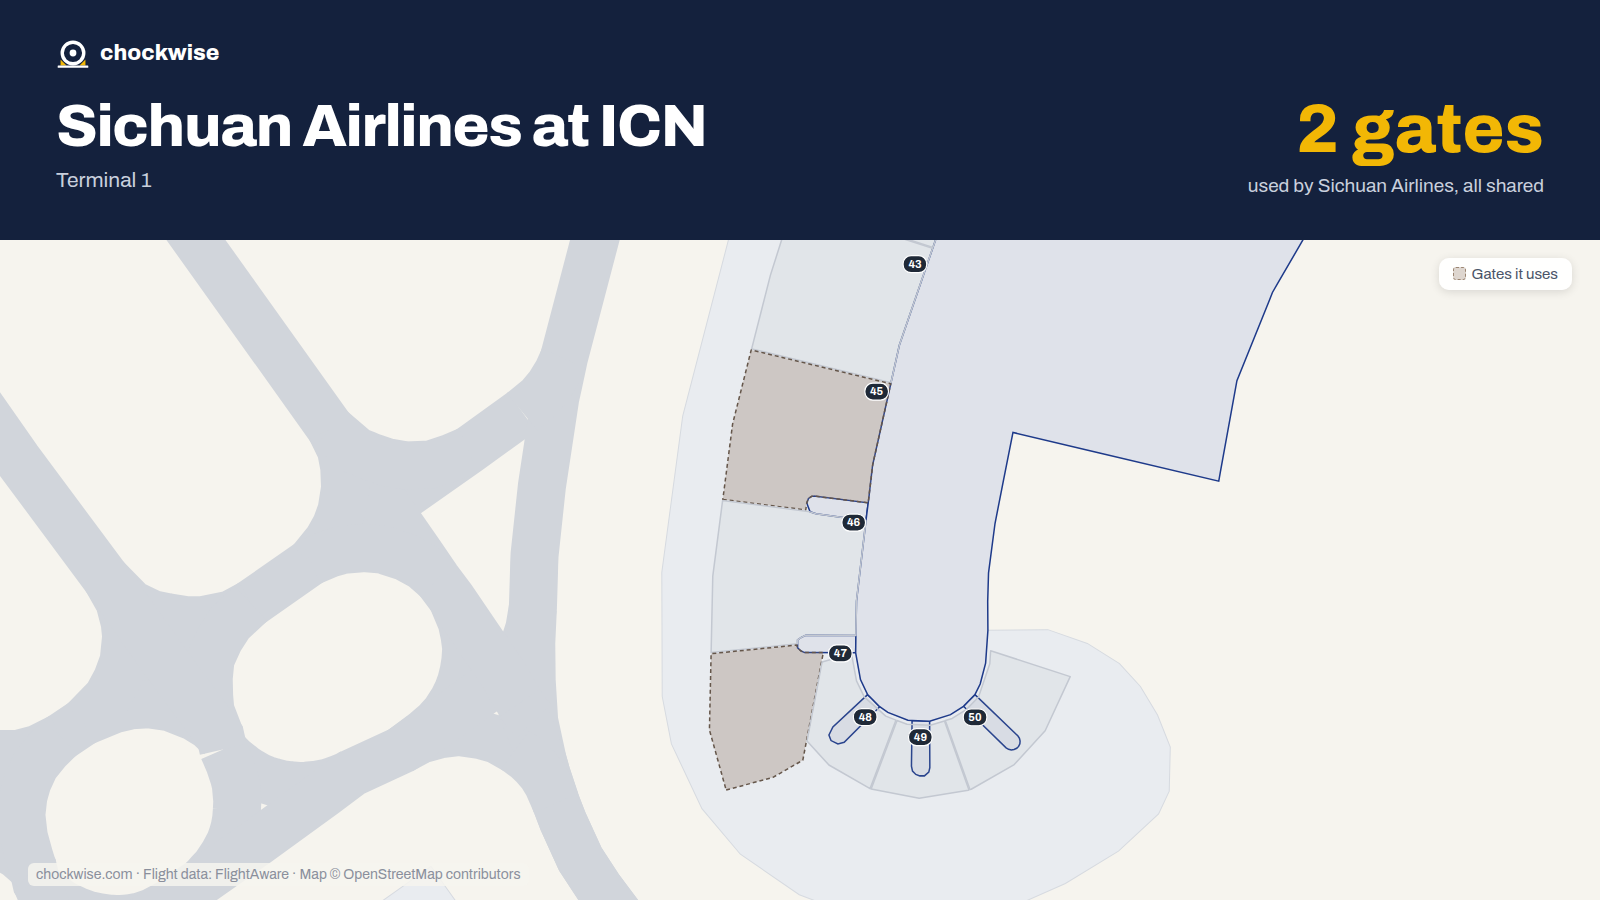 chockwise
Sichuan Airlines at ICN
Terminal 1
2 gates
used by Sichuan Airlines, all shared
Gates it uses
43
45
46
47
48
49
50
chockwise.com · Flight data: FlightAware · Map © OpenStreetMap contributors